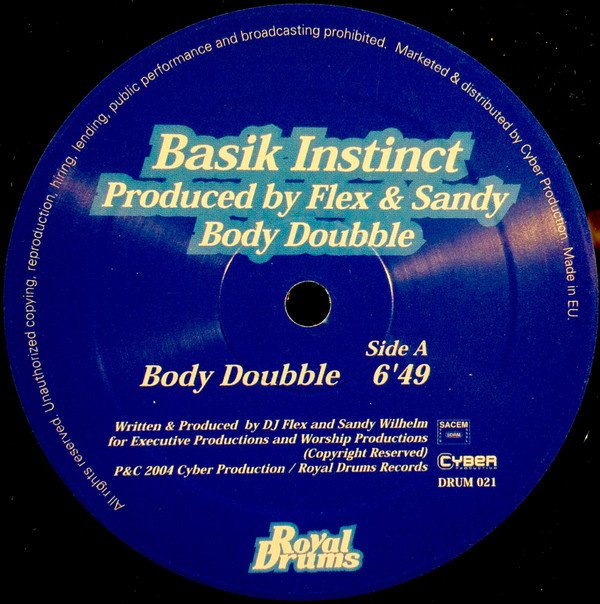 All rights reserved. Unauthorized copying, reproduction, hiring, lending, public performance and broadcasting prohibited. Marketed & distributed by Cyber Production. Made in EU.
Basik Instinct
Produced by Flex & Sandy
Body Doubble
Side A
Body Doubble 6'49
Written & Produced by DJ Flex and Sandy Wilhelm
for Executive Productions and Worship Productions
(Copyright Reserved)
P&C 2004 Cyber Production / Royal Drums Records
SACEM
SDRM
CYBER
PRODUCTION
DRUM 021
Royal
Drums